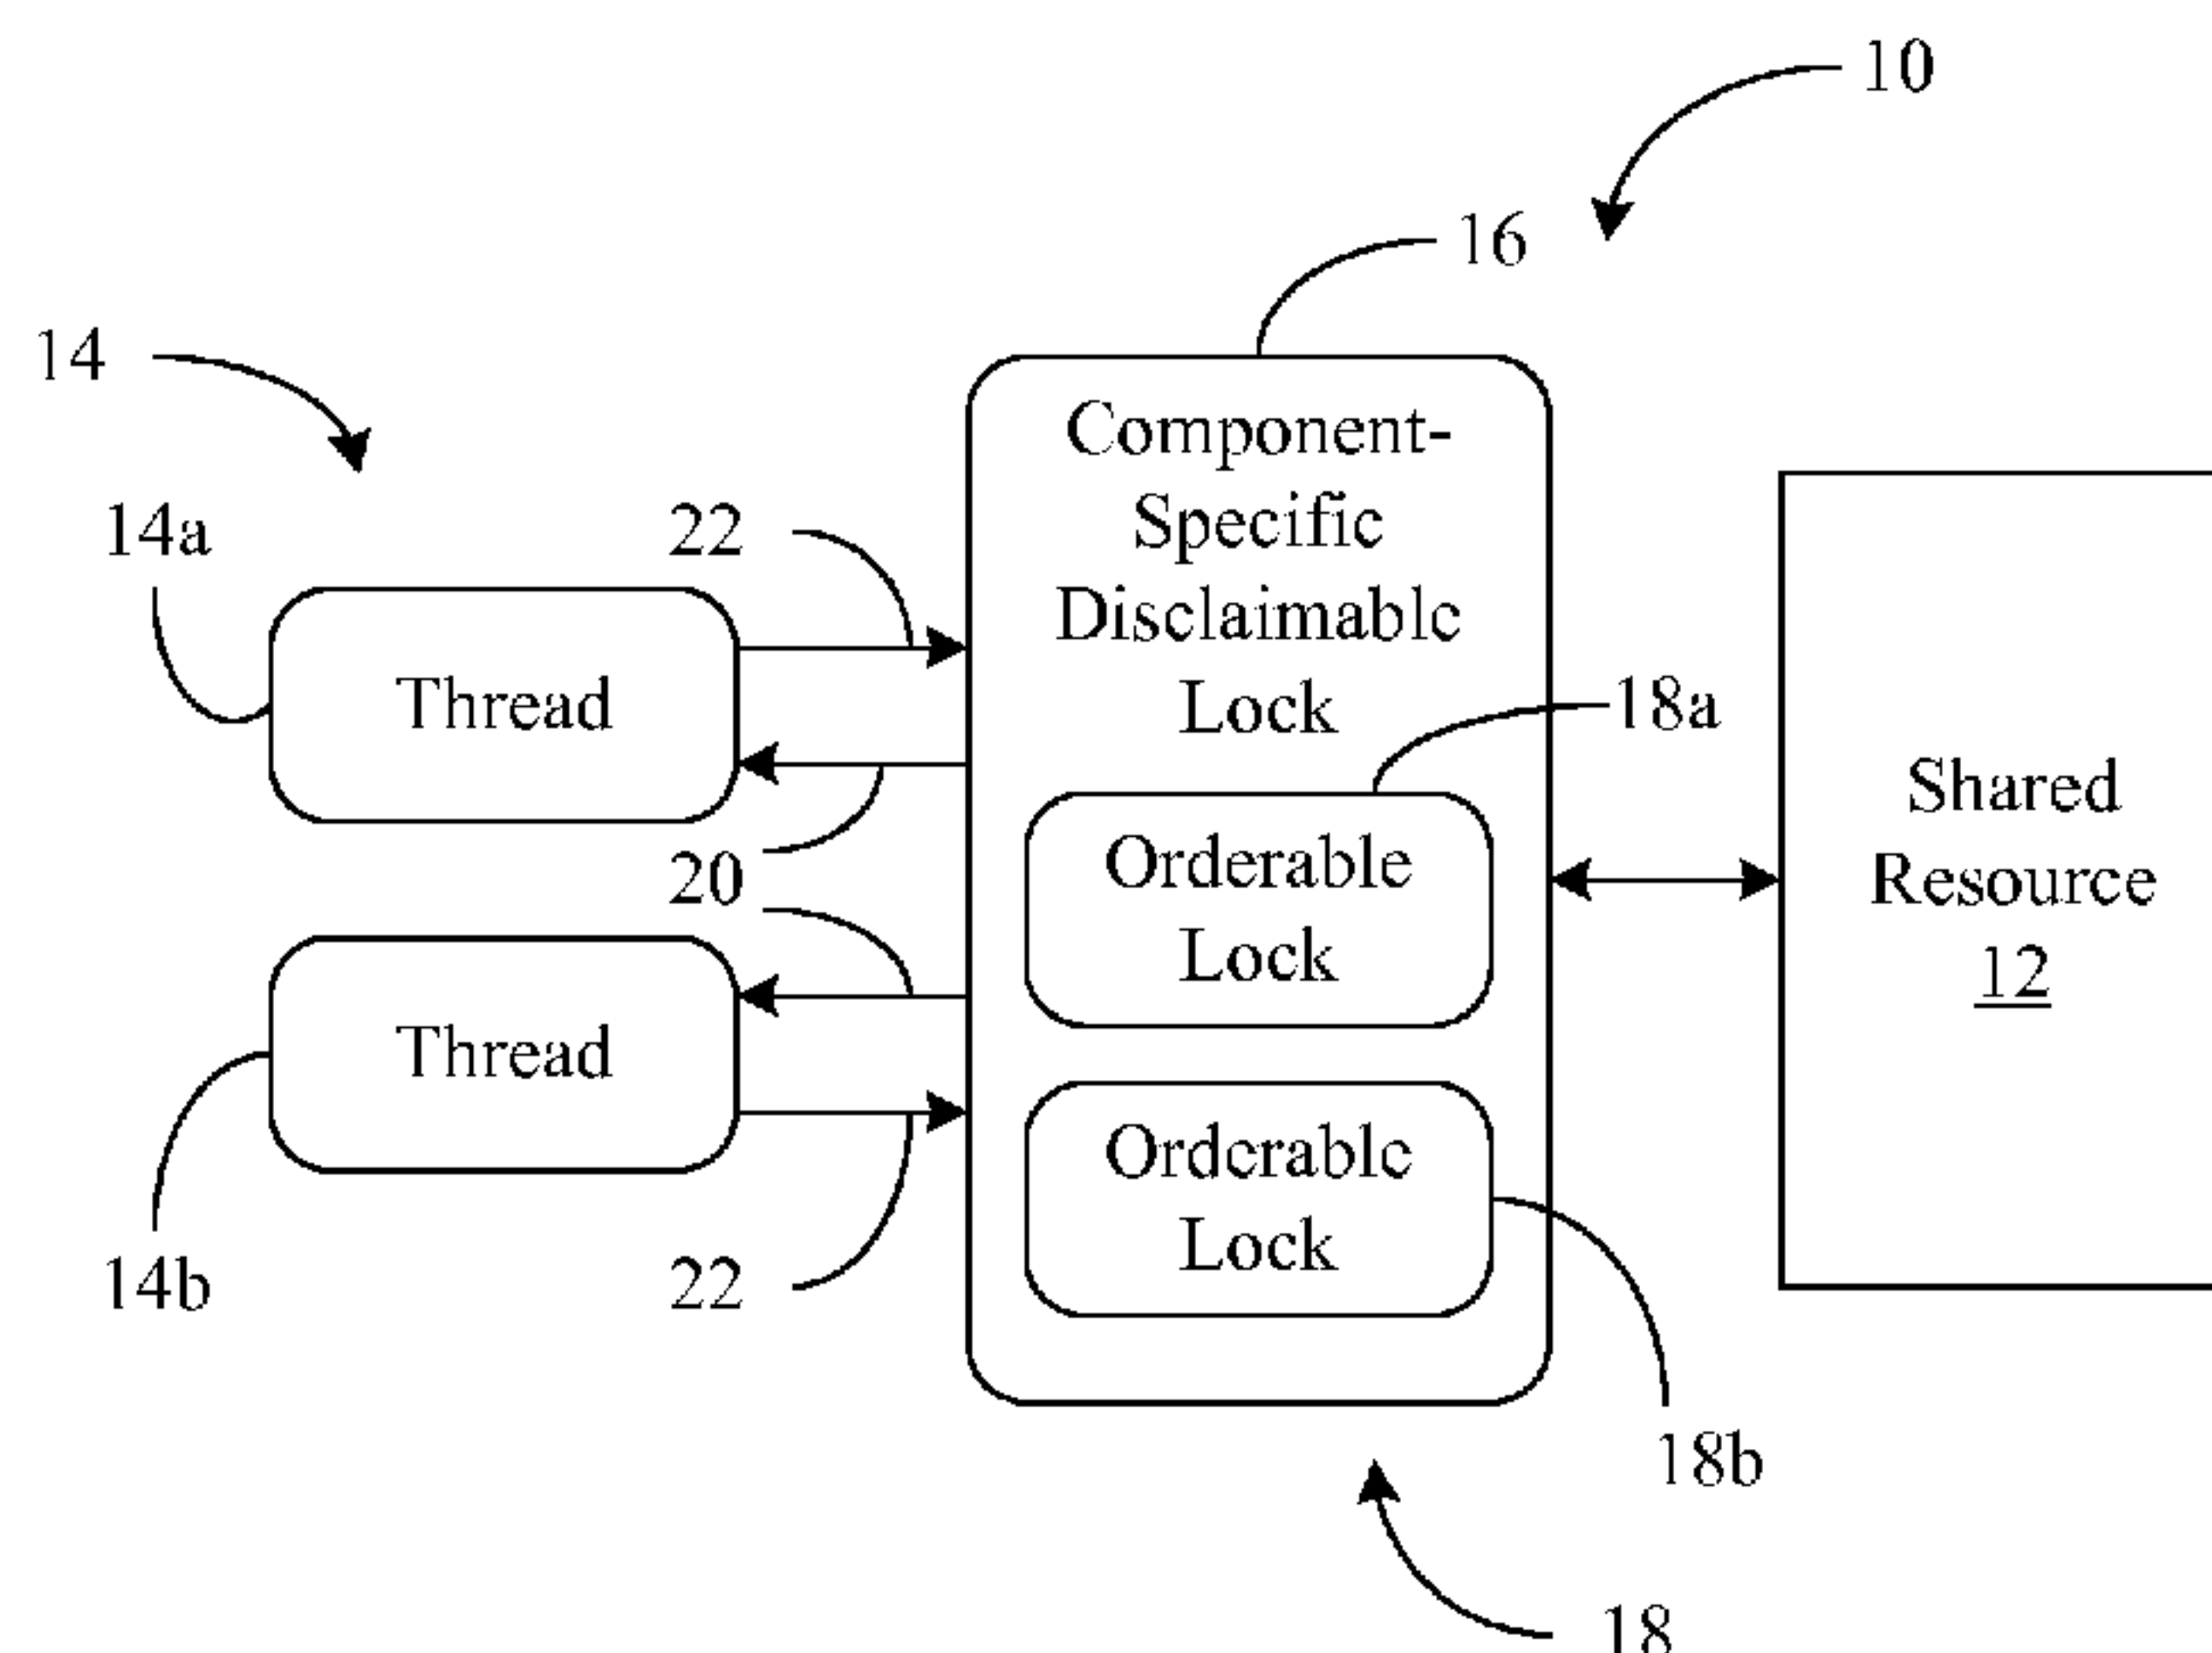 10
16
14
Component-
Specific
Disclaimable
Lock
14a
22
Thread
18a
Shared
Resource
12
20
Orderable
Lock
Thread
Orderable
Lock
14b
22
18b
18